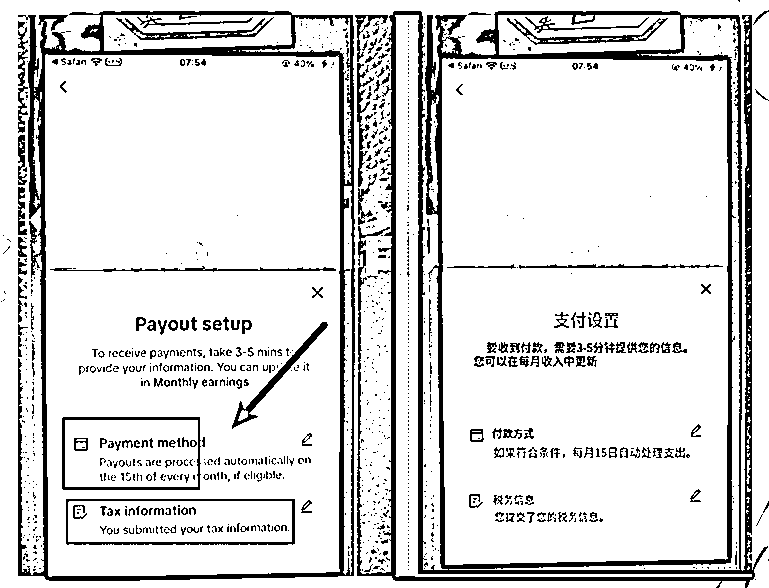 Safari 07:54 40%
Payout setup
To receive payments, take 3-5 mins to
provide your information. You can update it
in Monthly earnings
Payment method
Payouts are processed automatically on
the 15th of every month, if eligible.
Tax information
You submitted your tax information.
Safari 07:54 40%
支付设置
要收到付款，需要3-5分钟提供您的信息。
您可以在每月收入中更新
付款方式
如果符合条件，每月15日自动处理支出。
税务信息
您提交了您的税务信息。